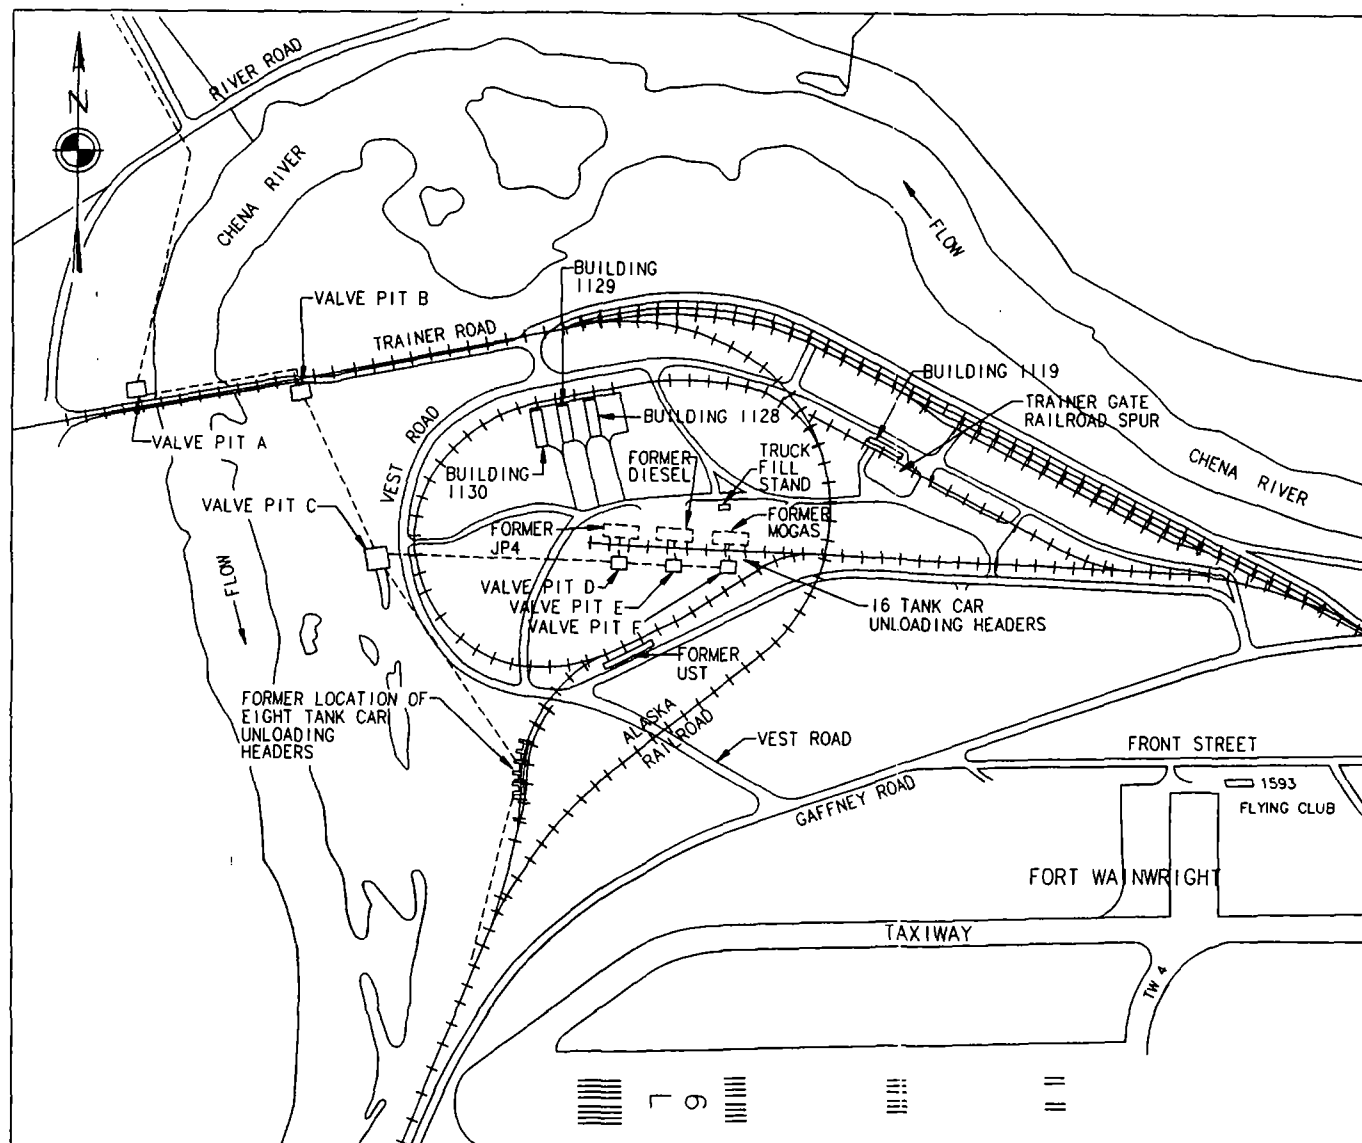 RIVER ROAD
N
CHENA RIVER
FLOW
BUILDING
1129
VALVE PIT B
TRAINER ROAD
BUILDING 1119
TRAINER GATE
RAILROAD SPUR
VALVE PIT A
VEST ROAD
BUILDING 1128
BUILDING
1130
FORMER
DIESEL
TRUCK
FILL
STAND
CHENA RIVER
VALVE PIT C
FORMER
JP4
FORMER
MOGAS
FLOW
VALVE PIT D
VALVE PIT E
VALVE PIT F
16 TANK CAR
UNLOADING HEADERS
FORMER
UST
FORMER LOCATION OF
EIGHT TANK CAR
UNLOADING
HEADERS
ALASKA
RAILROAD
VEST ROAD
FRONT STREET
GAFFNEY ROAD
1593
FLYING CLUB
FORT WAINWRIGHT
TAXIWAY
TW 4
6L